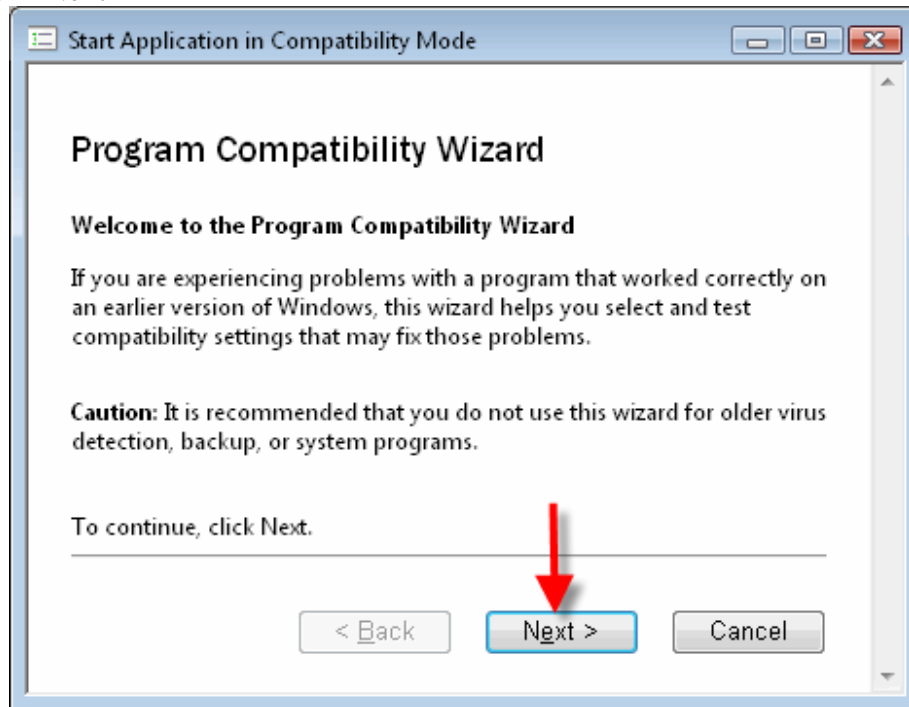 Start Application in Compatibility Mode
Program Compatibility Wizard
Welcome to the Program Compatibility Wizard
If you are experiencing problems with a program that worked correctly on
an earlier version of Windows, this wizard helps you select and test
compatibility settings that may fix those problems.
Caution: It is recommended that you do not use this wizard for older virus
detection, backup, or system programs.
To continue, click Next.
< Back Next > Cancel